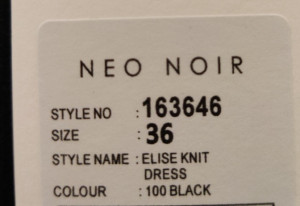 NEO NOIR
STYLE NO : 163646
SIZE : 36
STYLE NAME : ELISE KNIT
DRESS
COLOUR : 100 BLACK